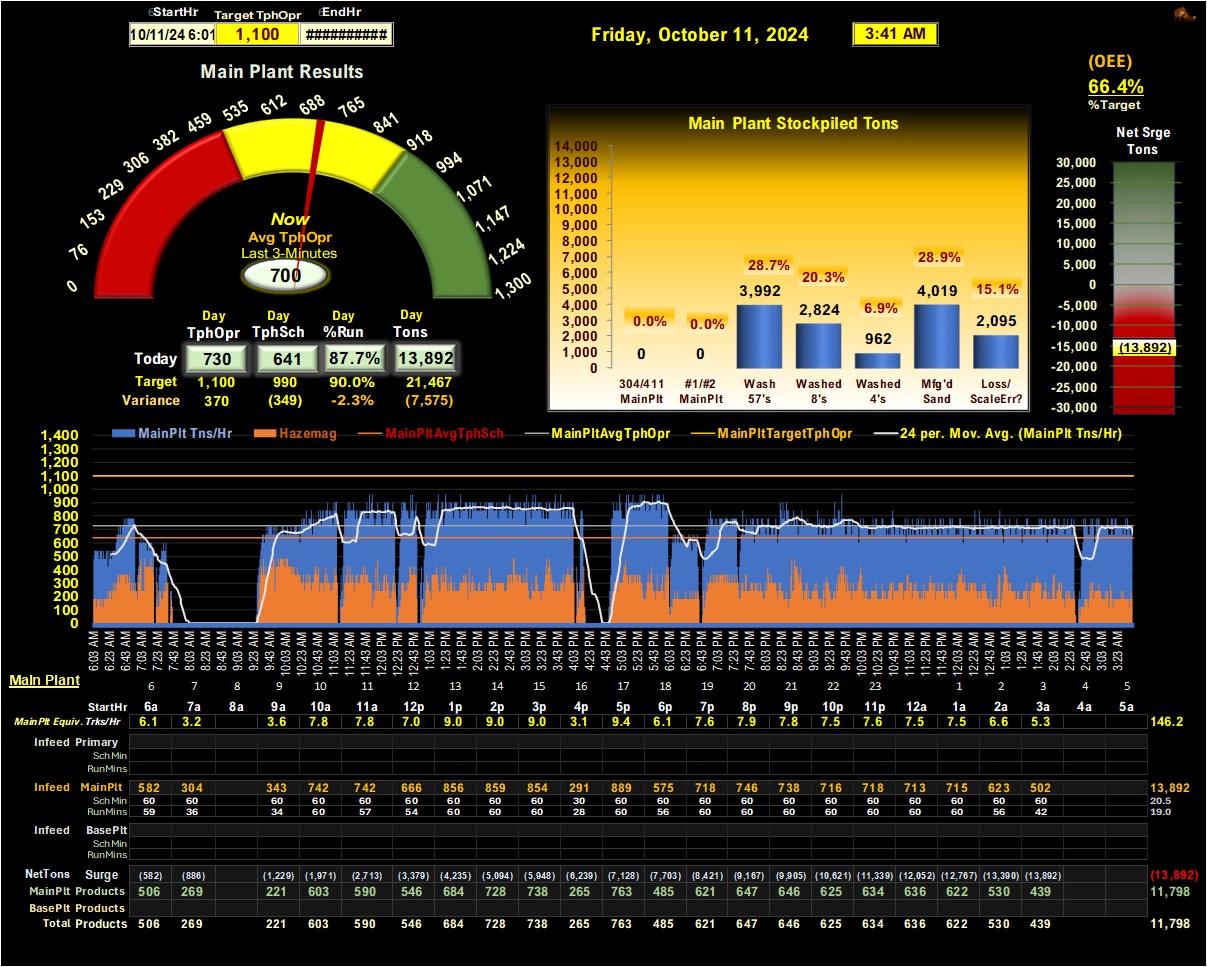 StartHr Target TphOpr EndHr
10/11/24 6:01 1,100 ##########
Friday, October 11, 2024 3:41 AM
(OEE)
66.4%
%Target
Main Plant Results
0 76 153 229 306 382 459 535 612 688 765 841 918 994 1,071 1,147 1,224 1,300
Now
Avg TphOpr
Last 3-Minutes
700
Day Day Day Day
TphOpr TphSch %Run Tons
Today 730 641 87.7% 13,892
Target 1,100 990 90.0% 21,467
Variance 370 (349) -2.3% (7,575)
Main Plant Stockpiled Tons
14,000
13,000
12,000
11,000
10,000
9,000
8,000
7,000
6,000
5,000
4,000
3,000
2,000
1,000
0
0.0% 0.0% 28.7% 20.3% 6.9% 28.9% 15.1%
0 0 3,992 2,824 962 4,019 2,095
304/411 #1/#2 Wash Washed Washed Mfg'd Loss/
MainPlt MainPlt 57's 8's 4's Sand ScaleErr?
Net Srge
Tons
30,000
25,000
20,000
15,000
10,000
5,000
0
-5,000
-10,000
-15,000
-20,000
-25,000
-30,000
(13,892)
MainPlt Tns/Hr Hazemag MainPltAvgTphSch MainPltAvgTphOpr MainPltTargetTphOpr 24 per. Mov. Avg. (MainPlt Tns/Hr)
1,400
1,300
1,200
1,100
1,000
900
800
700
600
500
400
300
200
100
0
6:03 AM 6:23 AM 6:43 AM 7:03 AM 7:23 AM 7:43 AM 8:03 AM 8:23 AM 8:43 AM 9:03 AM 9:23 AM 9:43 AM 10:03 AM 10:23 AM 10:43 AM 11:03 AM 11:23 AM 11:43 AM 12:03 PM 12:23 PM 12:43 PM 1:03 PM 1:23 PM 1:43 PM 2:03 PM 2:23 PM 2:43 PM 3:03 PM 3:23 PM 3:43 PM 4:03 PM 4:23 PM 4:43 PM 5:03 PM 5:23 PM 5:43 PM 6:03 PM 6:23 PM 6:43 PM 7:03 PM 7:23 PM 7:43 PM 8:03 PM 8:23 PM 8:43 PM 9:03 PM 9:23 PM 9:43 PM 10:03 PM 10:23 PM 10:43 PM 11:03 PM 11:23 PM 11:43 PM 12:03 AM 12:23 AM 12:43 AM 1:03 AM 1:23 AM 1:43 AM 2:03 AM 2:23 AM 2:43 AM 3:03 AM 3:23 AM
Main Plant 6 7 8 9 10 11 12 13 14 15 16 17 18 19 20 21 22 23 1 2 3 4 5
StartHr 6a 7a 8a 9a 10a 11a 12p 1p 2p 3p 4p 5p 6p 7p 8p 9p 10p 11p 12a 1a 2a 3a 4a 5a
MainPlt Equiv. Trks/Hr 6.1 3.2 3.6 7.8 7.8 7.0 9.0 9.0 9.0 3.1 9.4 6.1 7.6 7.9 7.8 7.5 7.6 7.5 7.5 6.6 5.3 146.2
Infeed Primary
Sch Min
RunMins
Infeed MainPlt 582 304 343 742 742 666 856 859 854 291 889 575 718 746 738 716 718 713 715 623 502 13,892
Sch Min 60 60 60 60 60 60 60 60 60 30 60 60 60 60 60 60 60 60 60 60 60 20.5
RunMins 59 36 34 60 57 54 60 60 60 28 60 56 60 60 60 60 60 60 60 56 42 19.0
Infeed BasePlt
Sch Min
RunMins
NetTons Surge (582) (886) (1,229) (1,971) (2,713) (3,379) (4,235) (5,094) (5,948) (6,239) (7,128) (7,703) (8,421) (9,167) (9,905) (10,621) (11,339) (12,052) (12,767) (13,390) (13,892) (13,892)
MainPlt Products 506 269 221 603 590 546 684 728 738 265 763 485 621 647 646 625 634 636 622 530 439 11,798
BasePlt Products
Total Products 506 269 221 603 590 546 684 728 738 265 763 485 621 647 646 625 634 636 622 530 439 11,798